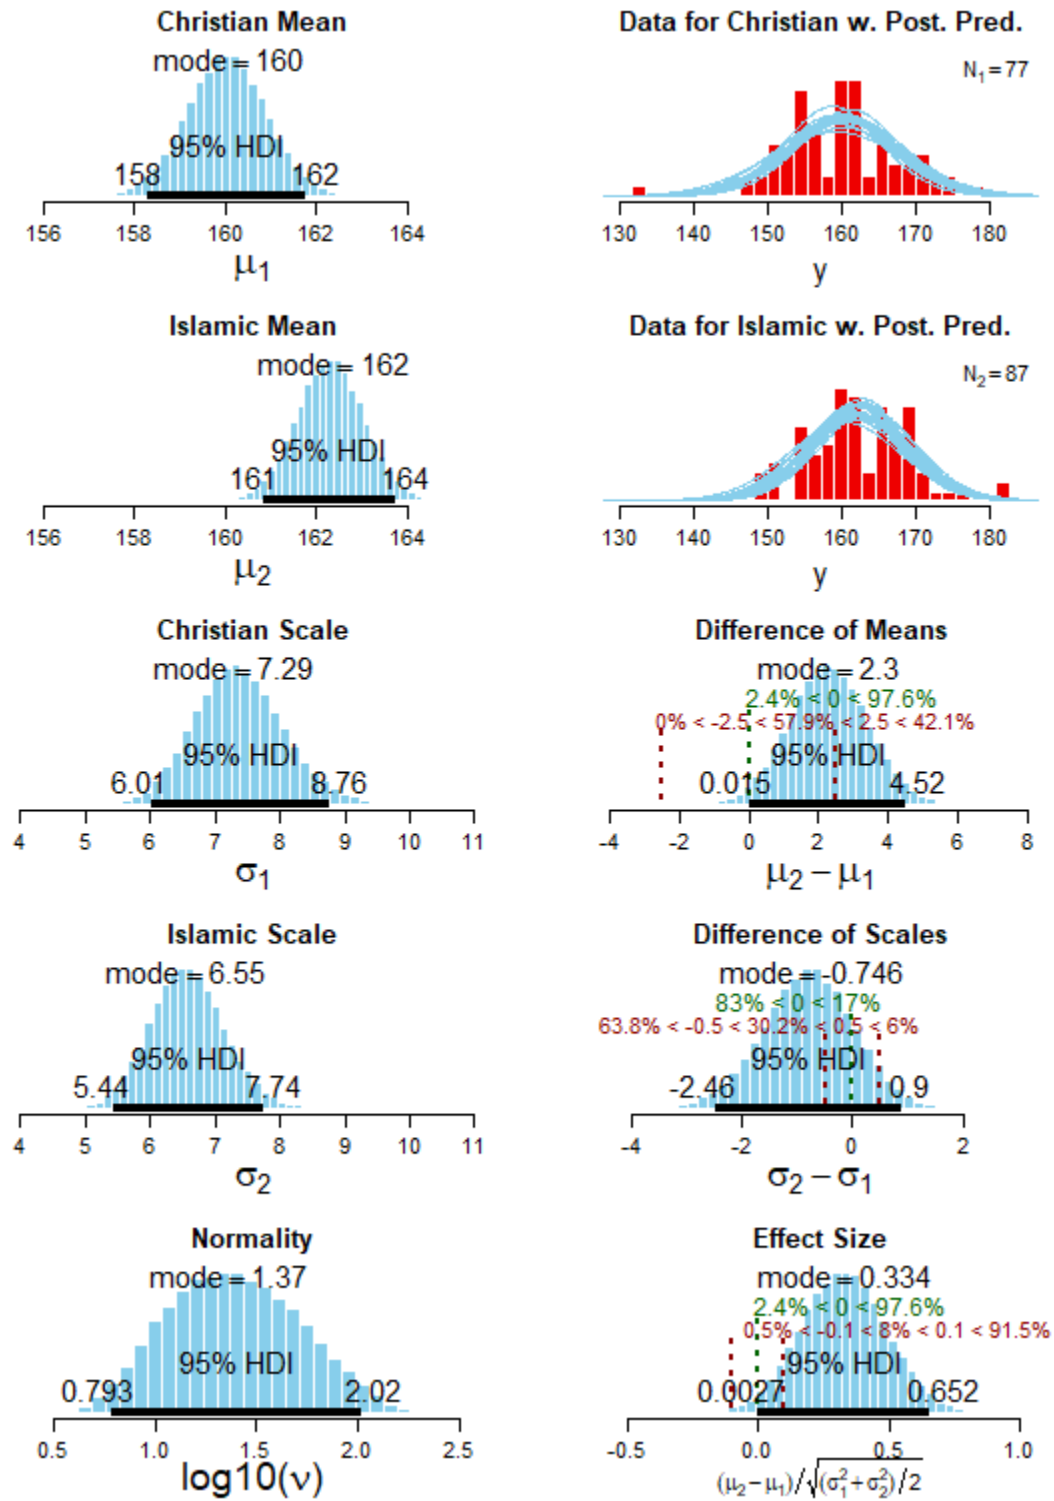 Christian Mean
mode = 160
95% HDI
158 162
156 158 160 162 164
μ1
Data for Christian w. Post. Pred.
N1 = 77
130 140 150 160 170 180
y
Islamic Mean
mode = 162
95% HDI
161 164
156 158 160 162 164
μ2
Data for Islamic w. Post. Pred.
N2 = 87
130 140 150 160 170 180
y
Christian Scale
mode = 7.29
95% HDI
6.01 8.76
4 5 6 7 8 9 10 11
σ1
Difference of Means
mode = 2.3
2.4% < 0 < 97.6%
0% < -2.5 < 57.9% < 2.5 < 42.1%
95% HDI
0.015 4.52
-4 -2 0 2 4 6 8
μ2 − μ1
Islamic Scale
mode = 6.55
95% HDI
5.44 7.74
4 5 6 7 8 9 10 11
σ2
Difference of Scales
mode = -0.746
83% < 0 < 17%
63.8% < -0.5 < 30.2% < 0.5 < 6%
95% HDI
-2.46 0.9
-4 -2 0 2
σ2 − σ1
Normality
mode = 1.37
95% HDI
0.793 2.02
0.5 1.0 1.5 2.0 2.5
log10(ν)
Effect Size
mode = 0.334
2.4% < 0 < 97.6%
0.5% < -0.1 < 8% < 0.1 < 91.5%
95% HDI
0.0027 0.652
-0.5 0.0 0.5 1.0
(μ2 − μ1)/√(σ1² + σ2²)/2